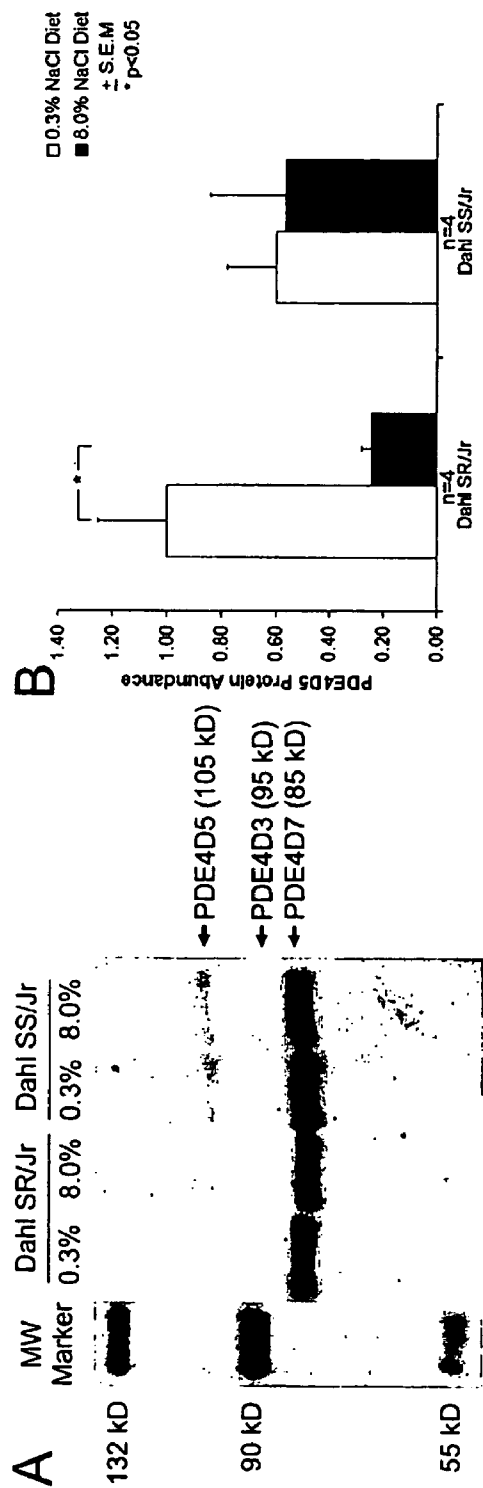 A
MW
Marker
Dahl SR/Jr
Dahl SS/Jr
0.3% 8.0% 0.3% 8.0%
132 kD
90 kD
55 kD
PDE4D5 (105 kD)
PDE4D3 (95 kD)
PDE4D7 (85 kD)
B
PDE4D5 Protein Abundance
1.40
1.20
1.00
0.80
0.60
0.40
0.20
0.00
*
n=4
Dahl SR/Jr
n=4
Dahl SS/Jr
0.3% NaCl Diet
8.0% NaCl Diet
± S.E.M
* p<0.05